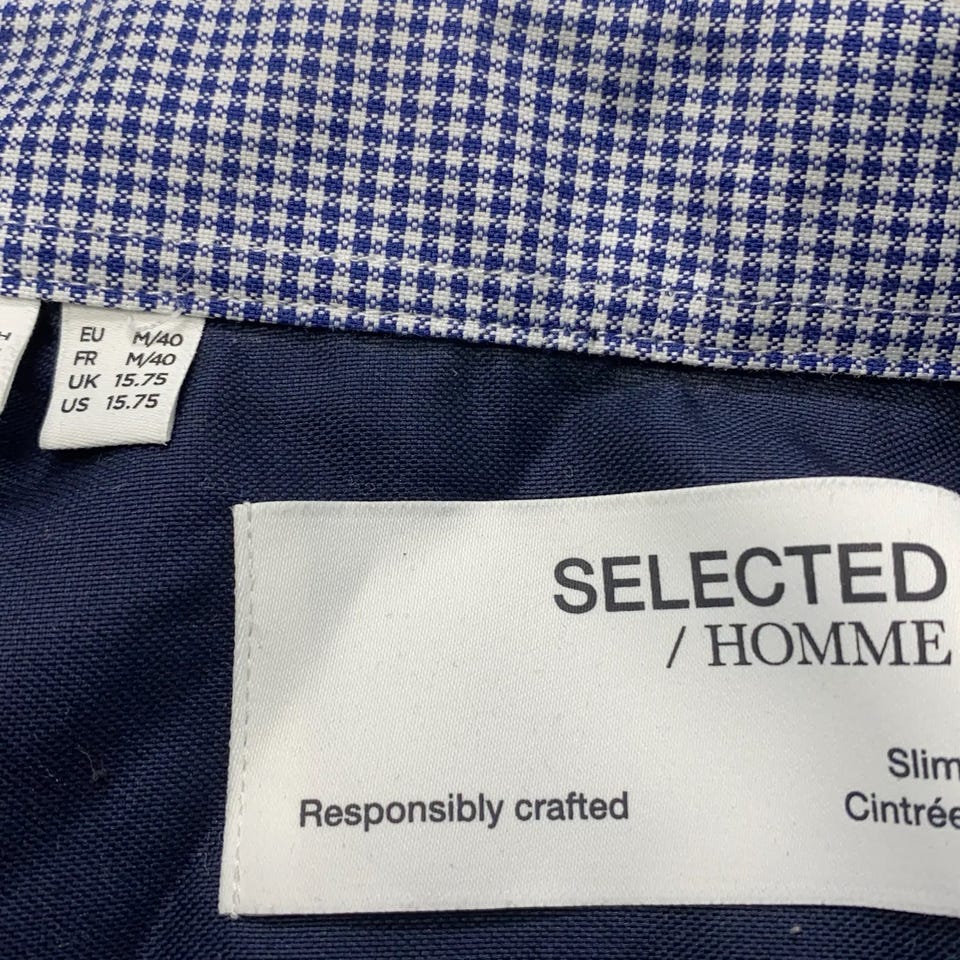 EU M/40
FR M/40
UK 15.75
US 15.75
SELECTED
/ HOMME
Slim
Cintrée
Responsibly crafted